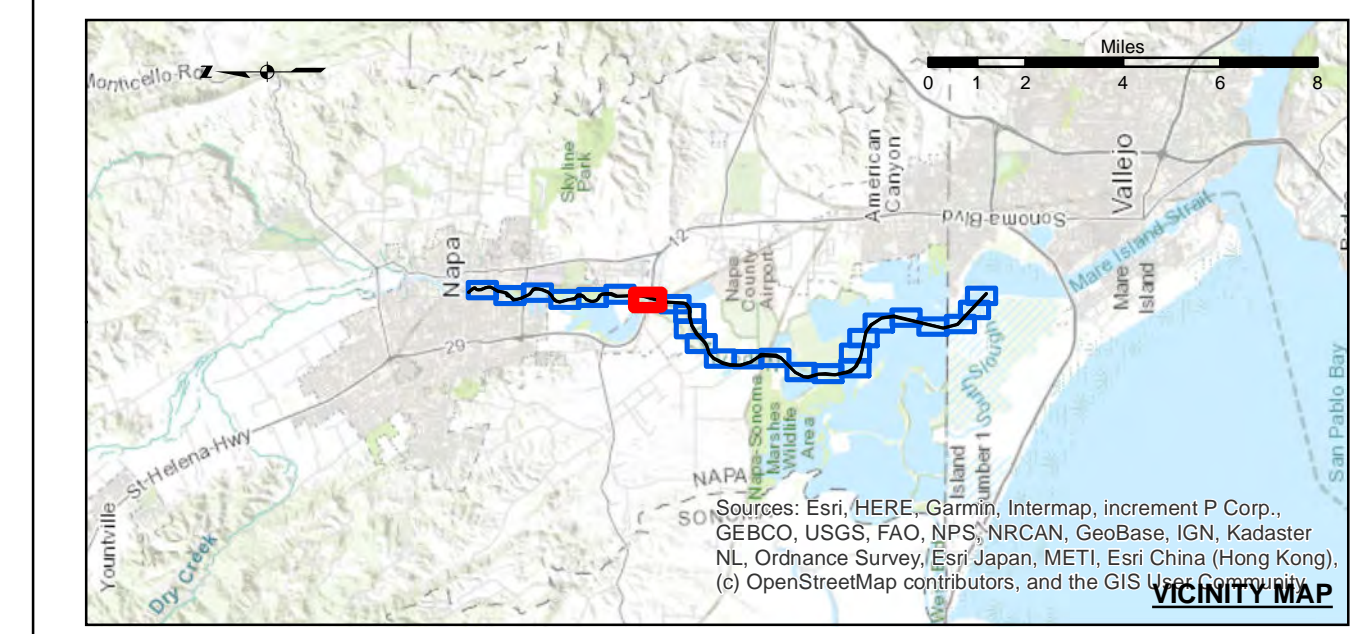 Miles
0 1 2 4 6 8
Monticello-Rd
Z
Skyline
Park
Napa
29
12
American
Canyon
Sonoma-Blvd
Vallejo
Mare-Island-Strait
Mare
Island
Napa
County
Airport
Napa-Sonoma
Marshes
Wildlife
Area
South Slough
Island
Number 1
San Pablo Bay
St-Helena-Hwy
Yountville
Dry Creek
NAPA
Sources: Esri, HERE, Garmin, Intermap, increment P Corp.,
GEBCO, USGS, FAO, NPS, NRCAN, GeoBase, IGN, Kadaster
NL, Ordnance Survey, Esri Japan, METI, Esri China (Hong Kong),
(c) OpenStreetMap contributors, and the GIS User Community
VICINITY MAP